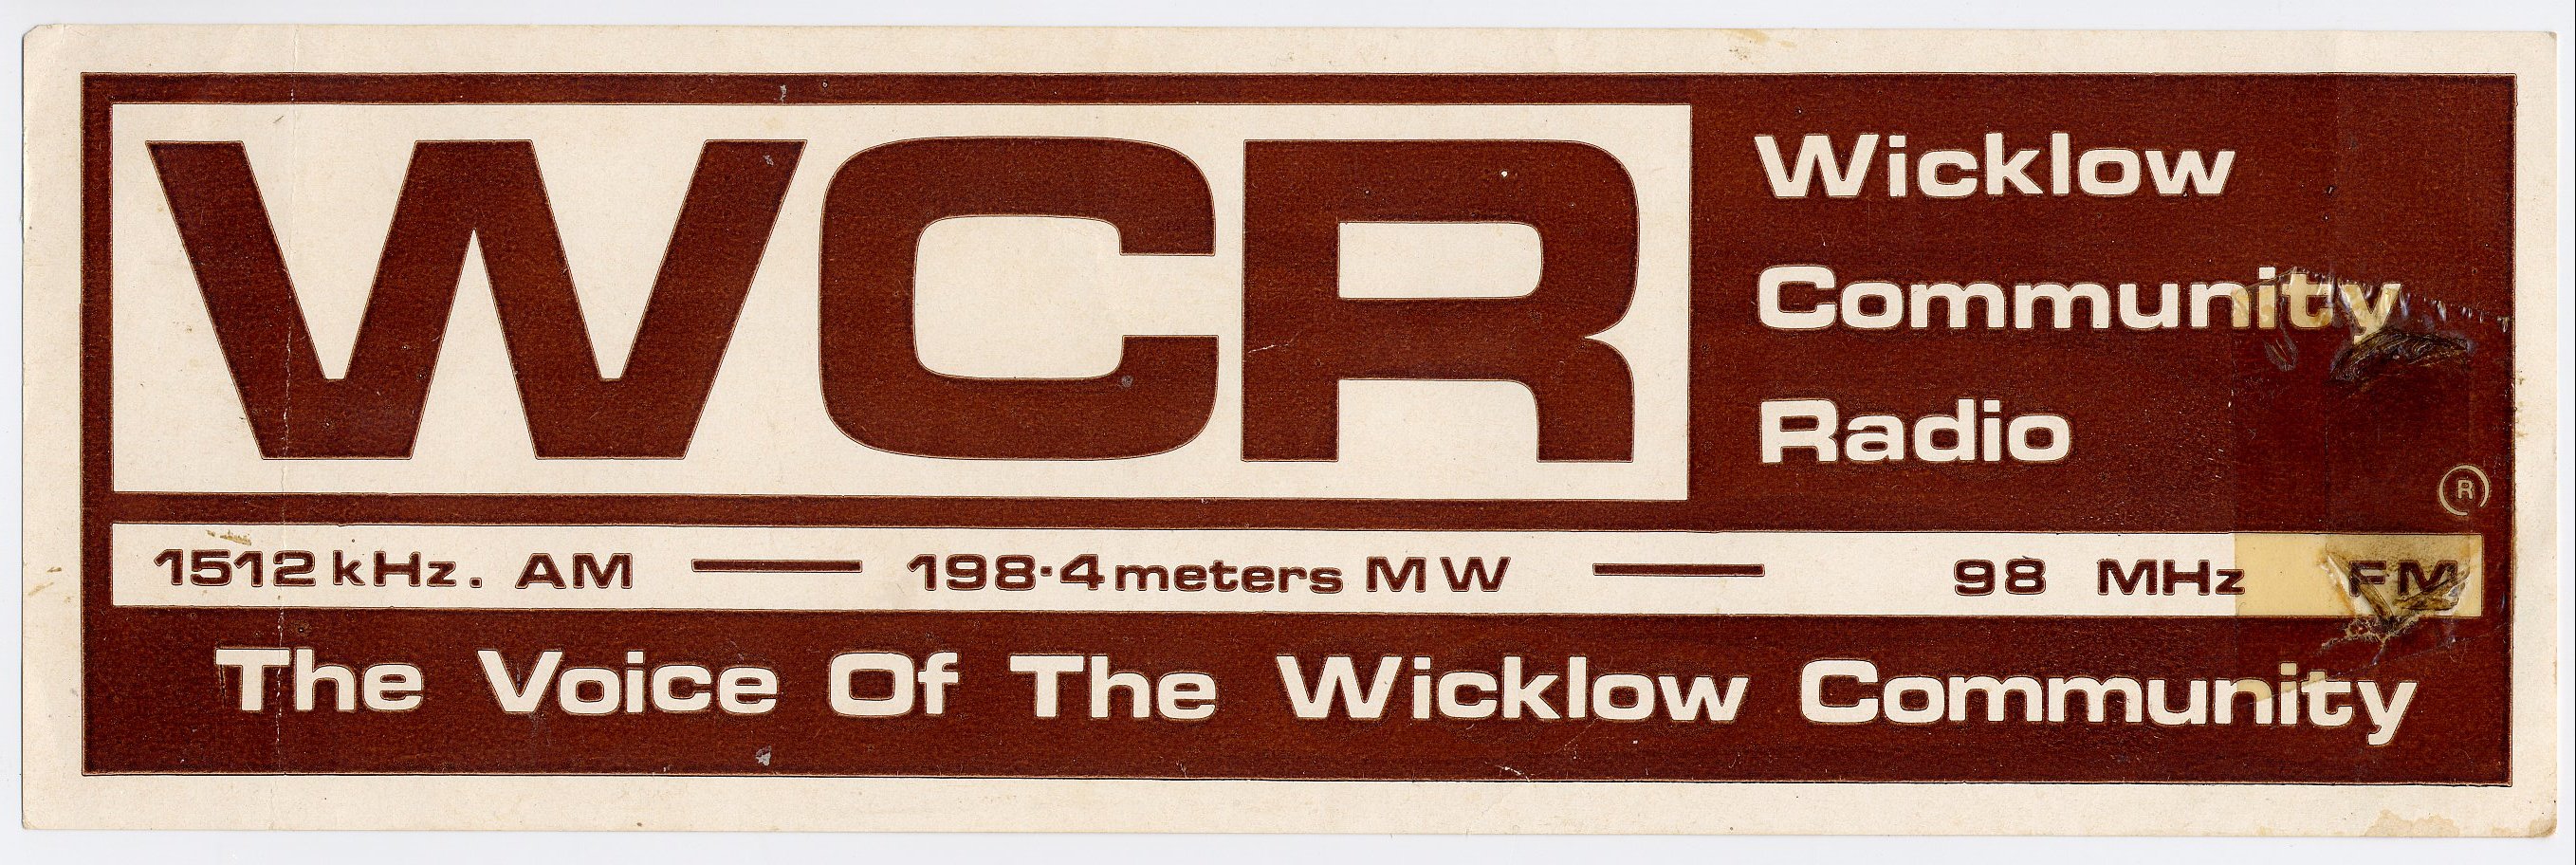 WCR
Wicklow
Community
Radio
®
1512 kHz. AM — 198·4 meters MW — 98 MHz FM
The Voice Of The Wicklow Community